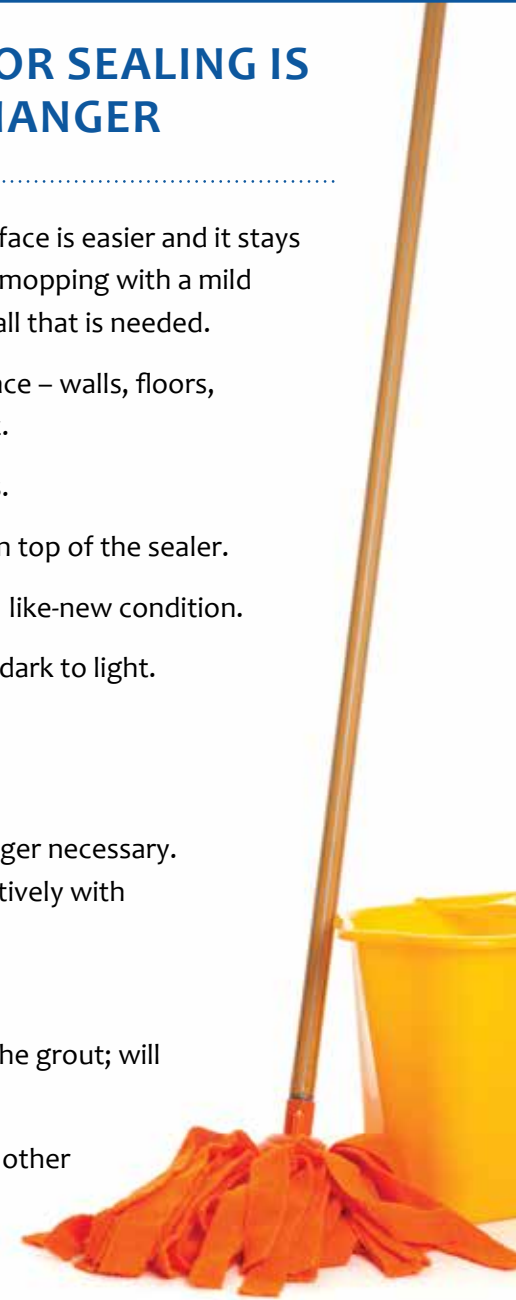 OR SEALING IS
HANGER
face is easier and it stays
mopping with a mild
all that is needed.
ce – walls, floors,
.
.
n top of the sealer.
like-new condition.
dark to light.
ger necessary.
tively with
he grout; will
other